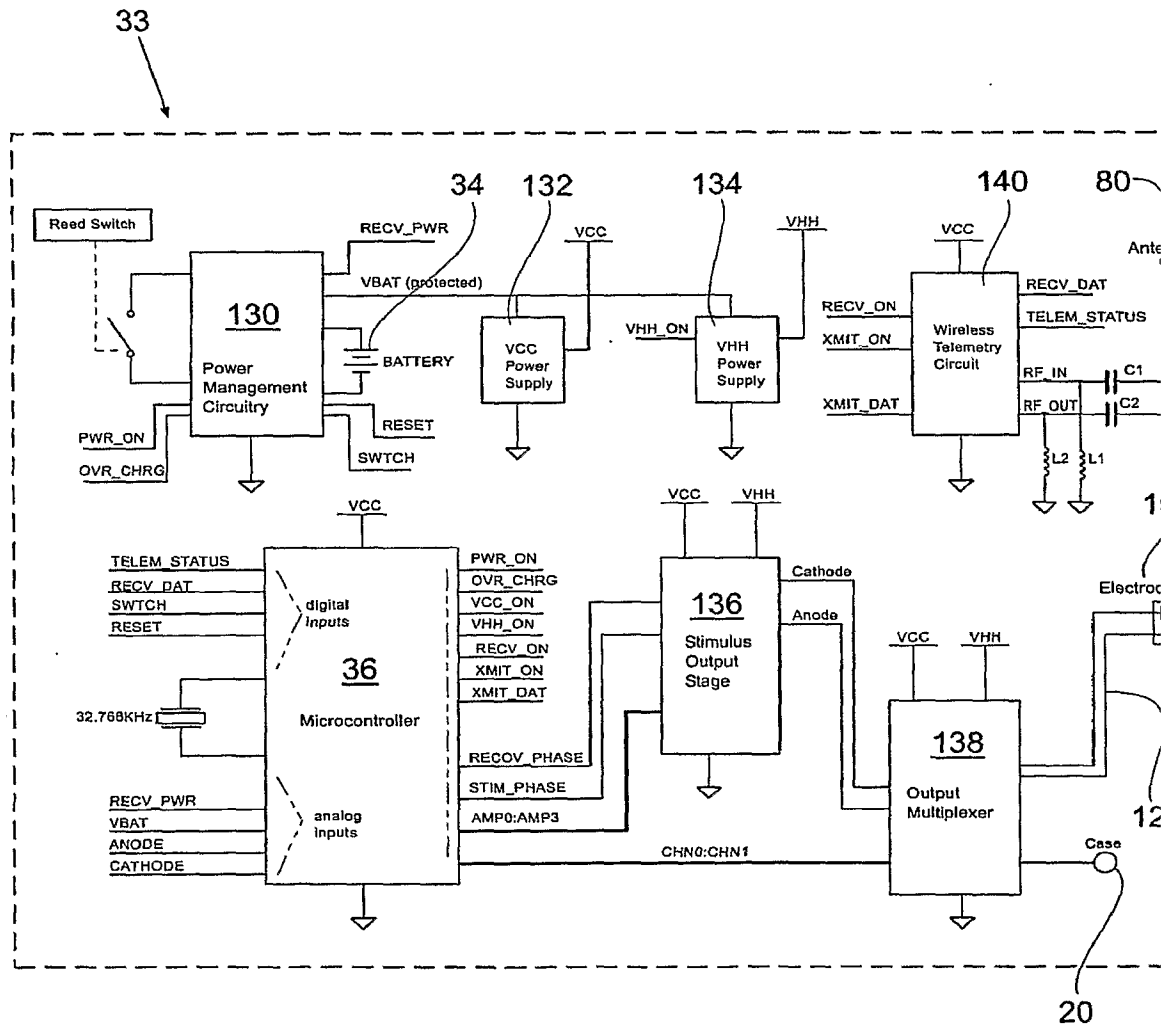 33
34
132
134
140
80
Reed Switch
RECV_PWR
VCC
VHH
VCC
VBAT (protected)
130
Power
Management
Circuitry
BATTERY
PWR_ON
OVR_CHRG
RESET
SWTCH
VCC
Power
Supply
VHH_ON
VHH
Power
Supply
RECV_ON
XMIT_ON
XMIT_DAT
Wireless
Telemetry
Circuit
RECV_DAT
TELEM_STATUS
RF_IN
RF_OUT
C1
C2
L2
L1
VCC
TELEM_STATUS
RECV_DAT
SWTCH
RESET
digital
inputs
32.768KHz
36
Microcontroller
RECV_PWR
VBAT
ANODE
CATHODE
analog
inputs
PWR_ON
OVR_CHRG
VCC_ON
VHH_ON
RECV_ON
XMIT_ON
XMIT_DAT
RECOV_PHASE
STIM_PHASE
AMP0:AMP3
CHN0:CHN1
VCC
VHH
136
Stimulus
Output
Stage
Cathode
Anode
VCC
VHH
138
Output
Multiplexer
Case
20